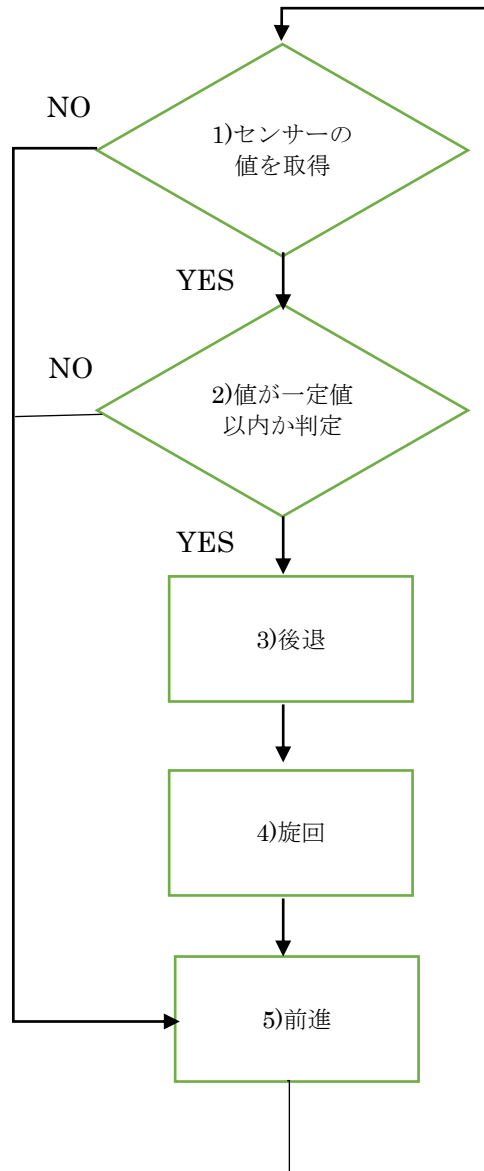 NO
1)センサーの
値を取得
YES
NO
2)値が一定値
以内か判定
YES
3)後退
4)旋回
5)前進